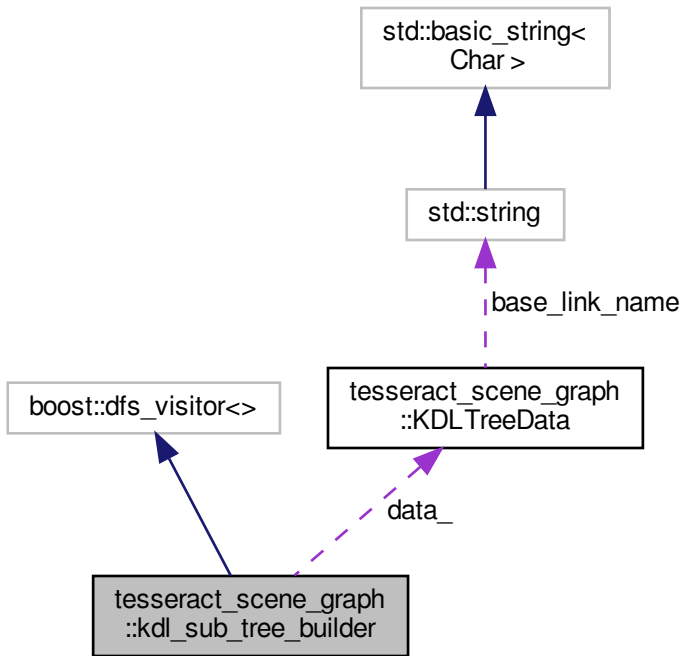 std::basic_string<
Char >
std::string
base_link_name
boost::dfs_visitor<>
tesseract_scene_graph
::KDLTreeData
data_
tesseract_scene_graph
::kdl_sub_tree_builder